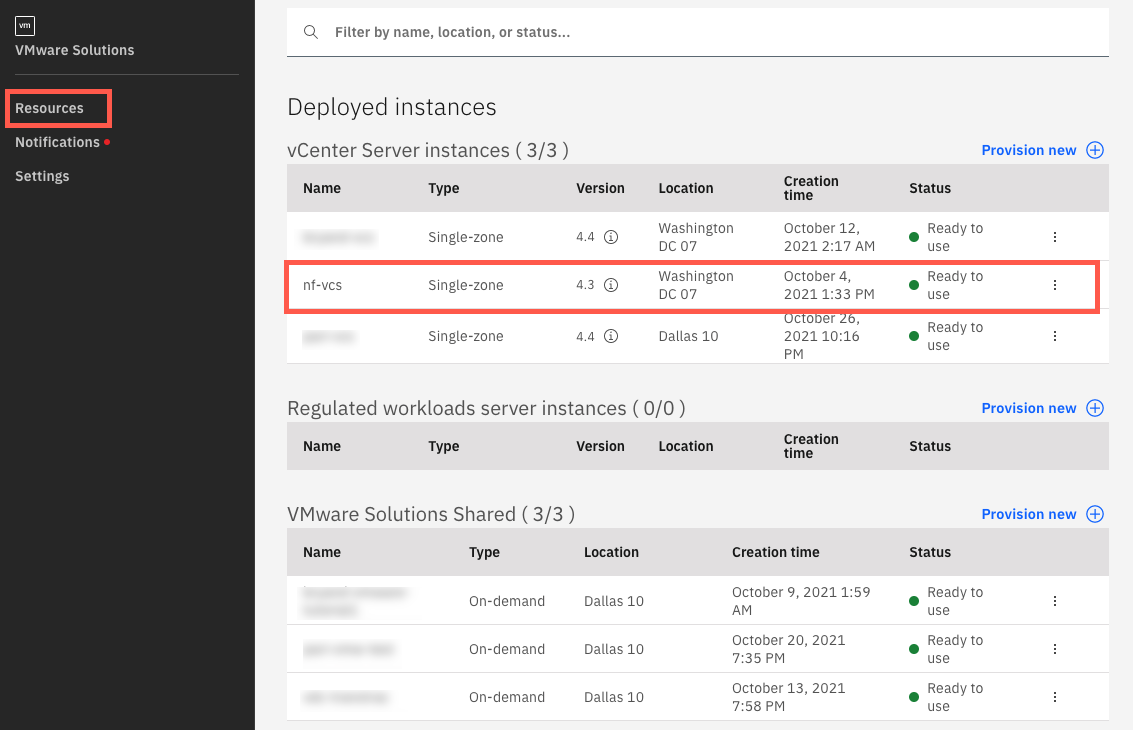 vm
VMware Solutions
Resources
Notifications
Settings
Filter by name, location, or status...
Deployed instances
vCenter Server instances ( 3/3 )
Provision new
Name Type Version Location Creation time Status
Single-zone 4.4 Washington DC 07 October 12, 2021 2:17 AM Ready to use
nf-vcs Single-zone 4.3 Washington DC 07 October 4, 2021 1:33 PM Ready to use
Single-zone 4.4 Dallas 10 October 26, 2021 10:16 PM Ready to use
Regulated workloads server instances ( 0/0 )
Provision new
Name Type Version Location Creation time Status
VMware Solutions Shared ( 3/3 )
Provision new
Name Type Location Creation time Status
On-demand Dallas 10 October 9, 2021 1:59 AM Ready to use
On-demand Dallas 10 October 20, 2021 7:35 PM Ready to use
On-demand Dallas 10 October 13, 2021 7:58 PM Ready to use